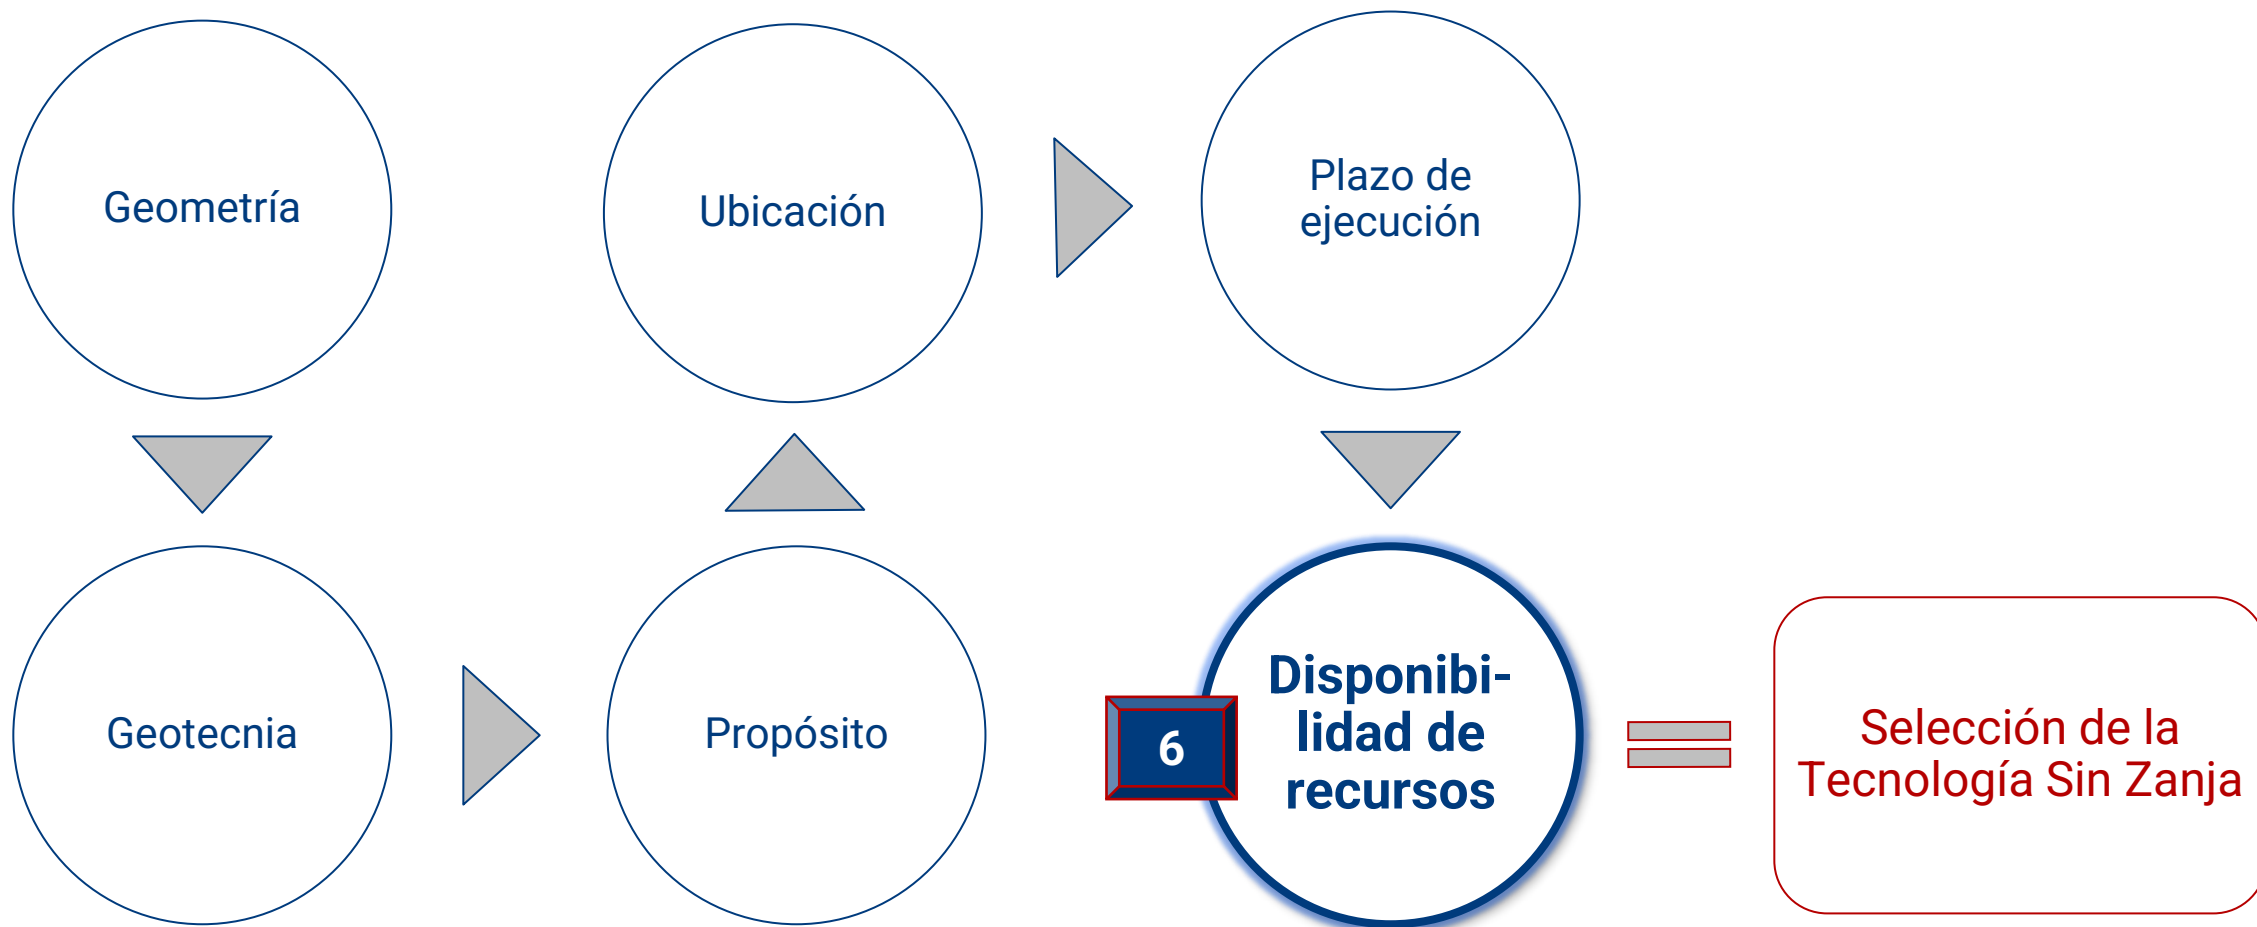 Geometría
Geotecnia
Propósito
Ubicación
Plazo de
ejecución
6
Disponibi-
lidad de
recursos
Selección de la
Tecnología Sin Zanja